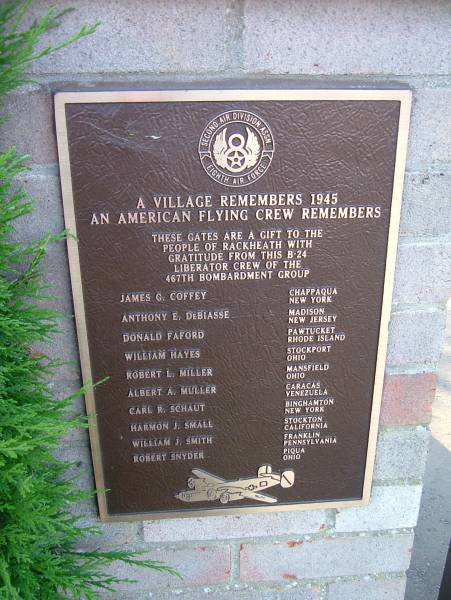 SECOND AIR DIVISION ASSN.
EIGHTH AIR FORCE
A VILLAGE REMEMBERS 1945
AN AMERICAN FLYING CREW REMEMBERS
THESE GATES ARE A GIFT TO THE
PEOPLE OF RACKHEATH WITH
GRATITUDE FROM THIS B-24
LIBERATOR CREW OF THE
467TH BOMBARDMENT GROUP
JAMES G. COFFEY CHAPPAQUA
NEW YORK
ANTHONY E. DeBIASSE MADISON
NEW JERSEY
DONALD FAFORD PAWTUCKET
RHODE ISLAND
WILLIAM HAYES STOCKPORT
OHIO
ROBERT L. MILLER MANSFIELD
OHIO
ALBERT A. MULLER CARACAS
VENEZUELA
CARL R. SCHAUT BINGHAMTON
NEW YORK
HARMON J. SMALL STOCKTON
CALIFORNIA
WILLIAM J. SMITH FRANKLIN
PENNSYLVANIA
ROBERT SNYDER PIQUA
OHIO